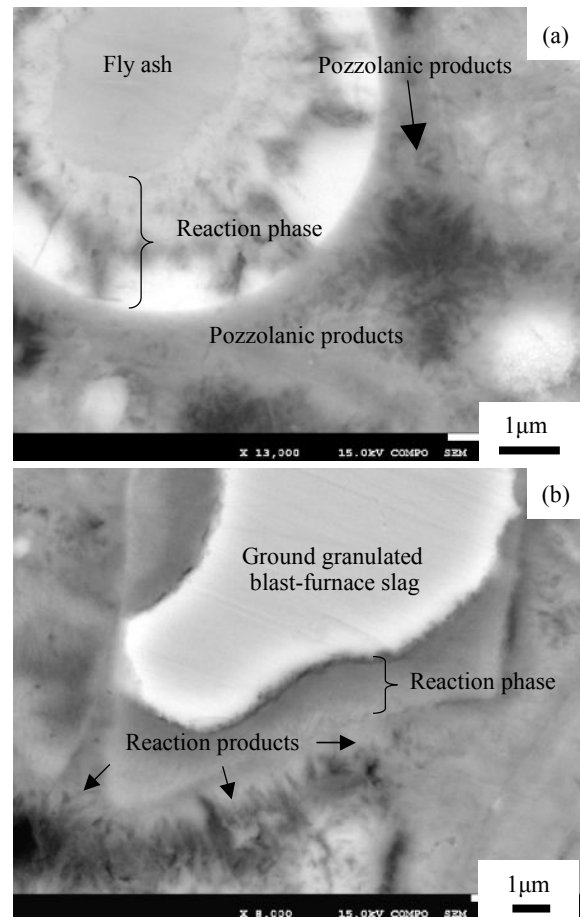 (a)
Fly ash
Pozzolanic products
Reaction phase
Pozzolanic products
1μm
X 13,000 15.0kV COMPO SEM
(b)
Ground granulated
blast-furnace slag
Reaction phase
Reaction products
1μm
X 8,000 15.0kV COMPO SEM